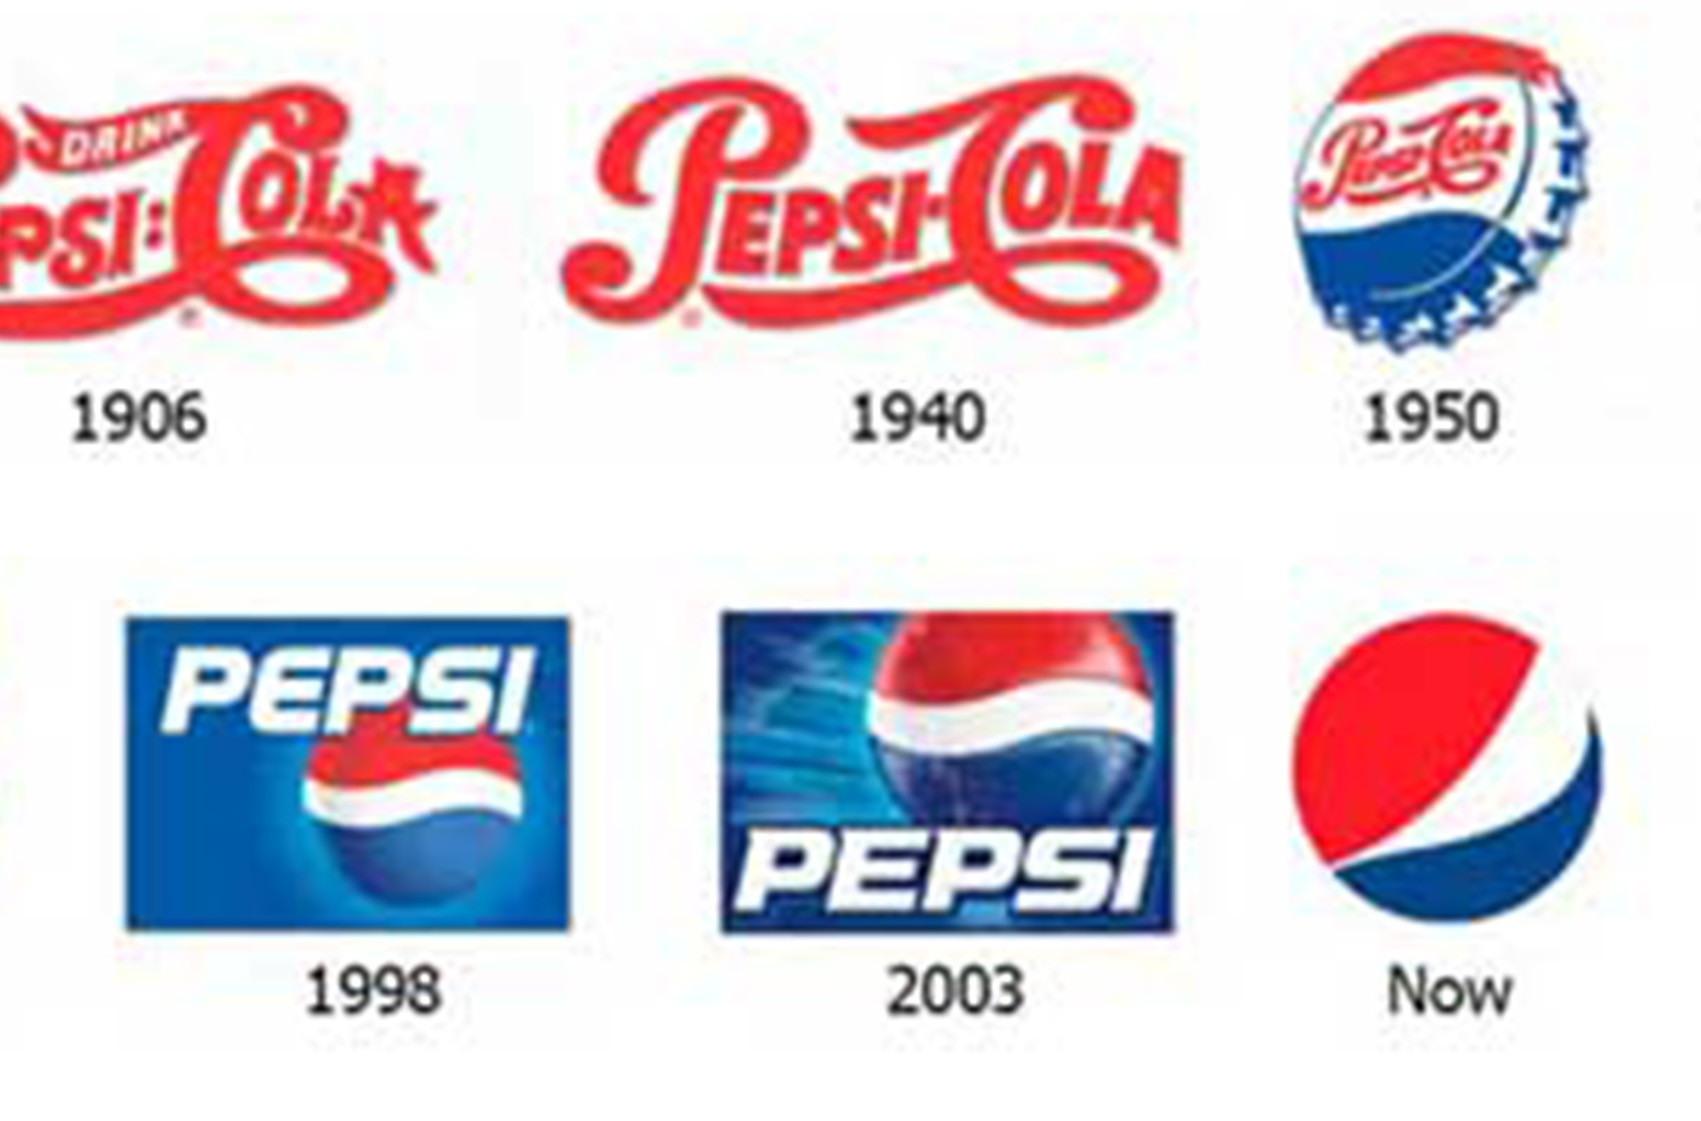 DRINK
PSI:COLA
PEPSI-COLA
PEPSI-COLA
1906
1940
1950
PEPSI
PEPSI
1998
2003
Now